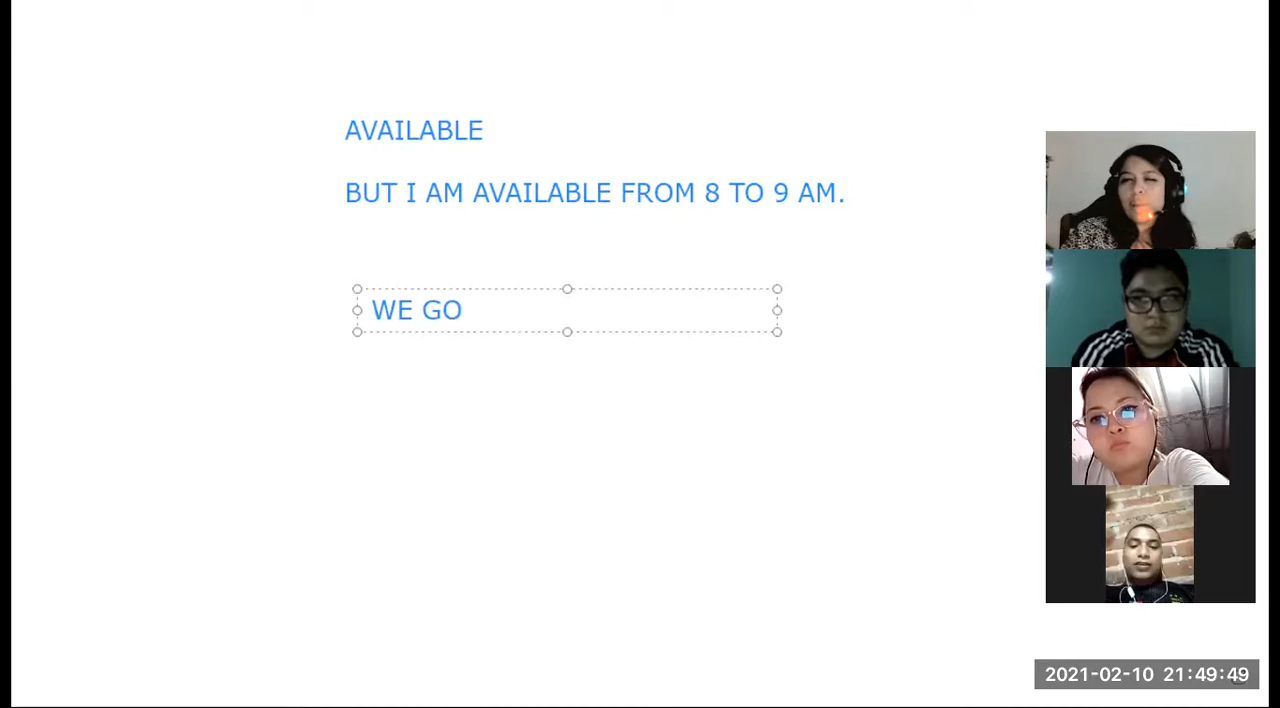 AVAILABLE
BUT I AM AVAILABLE FROM 8 TO 9 AM.
WE GO
2021-02-10 21:49:49